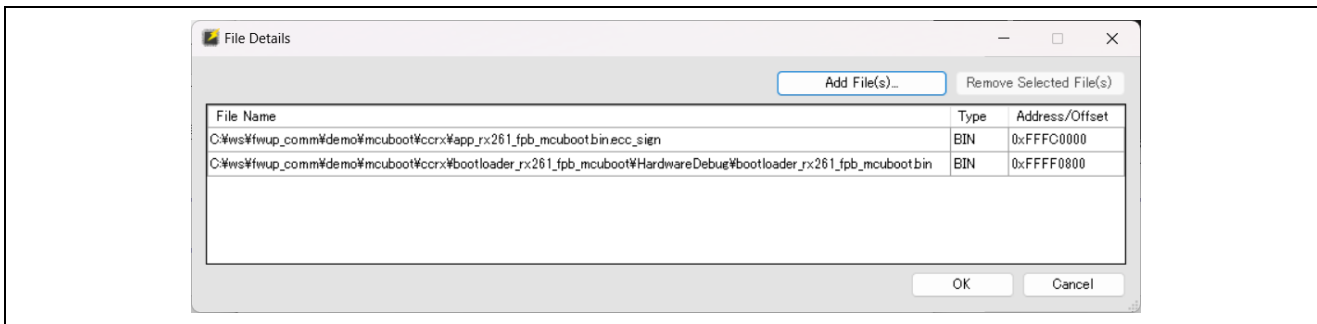 File Details
Add File(s)... Remove Selected File(s)
File Name Type Address/Offset
C:¥ws¥fwup_comm¥demo¥mcuboot¥ccrx¥app_rx261_fpb_mcuboot.bin.ecc_sign BIN 0xFFFC0000
C:¥ws¥fwup_comm¥demo¥mcuboot¥ccrx¥bootloader_rx261_fpb_mcuboot¥HardwareDebug¥bootloader_rx261_fpb_mcuboot.bin BIN 0xFFFF0800
OK Cancel